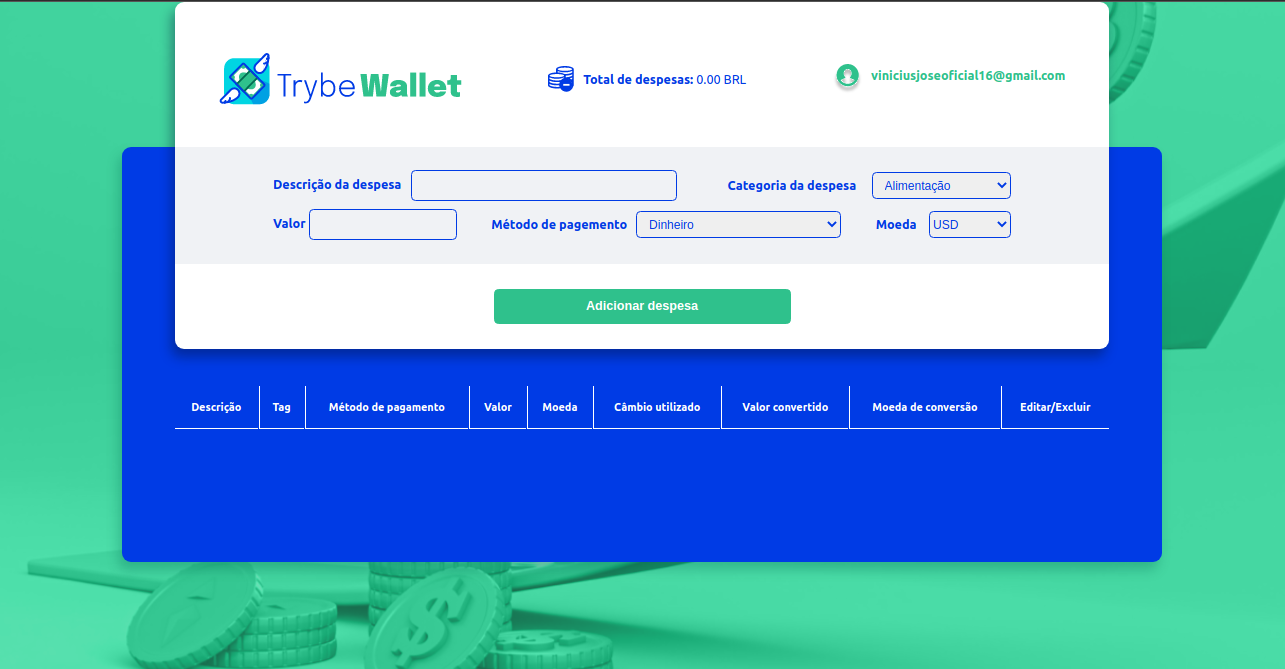 TrybeWallet
Total de despesas: 0.00 BRL
viniciusjoseoficial16@gmail.com
Descrição da despesa
Categoria da despesa Alimentação
Valor
Método de pagemento Dinheiro
Moeda USD
Adicionar despesa
Descrição Tag Método de pagamento Valor Moeda Câmbio utilizado Valor convertido Moeda de conversão Editar/Excluir